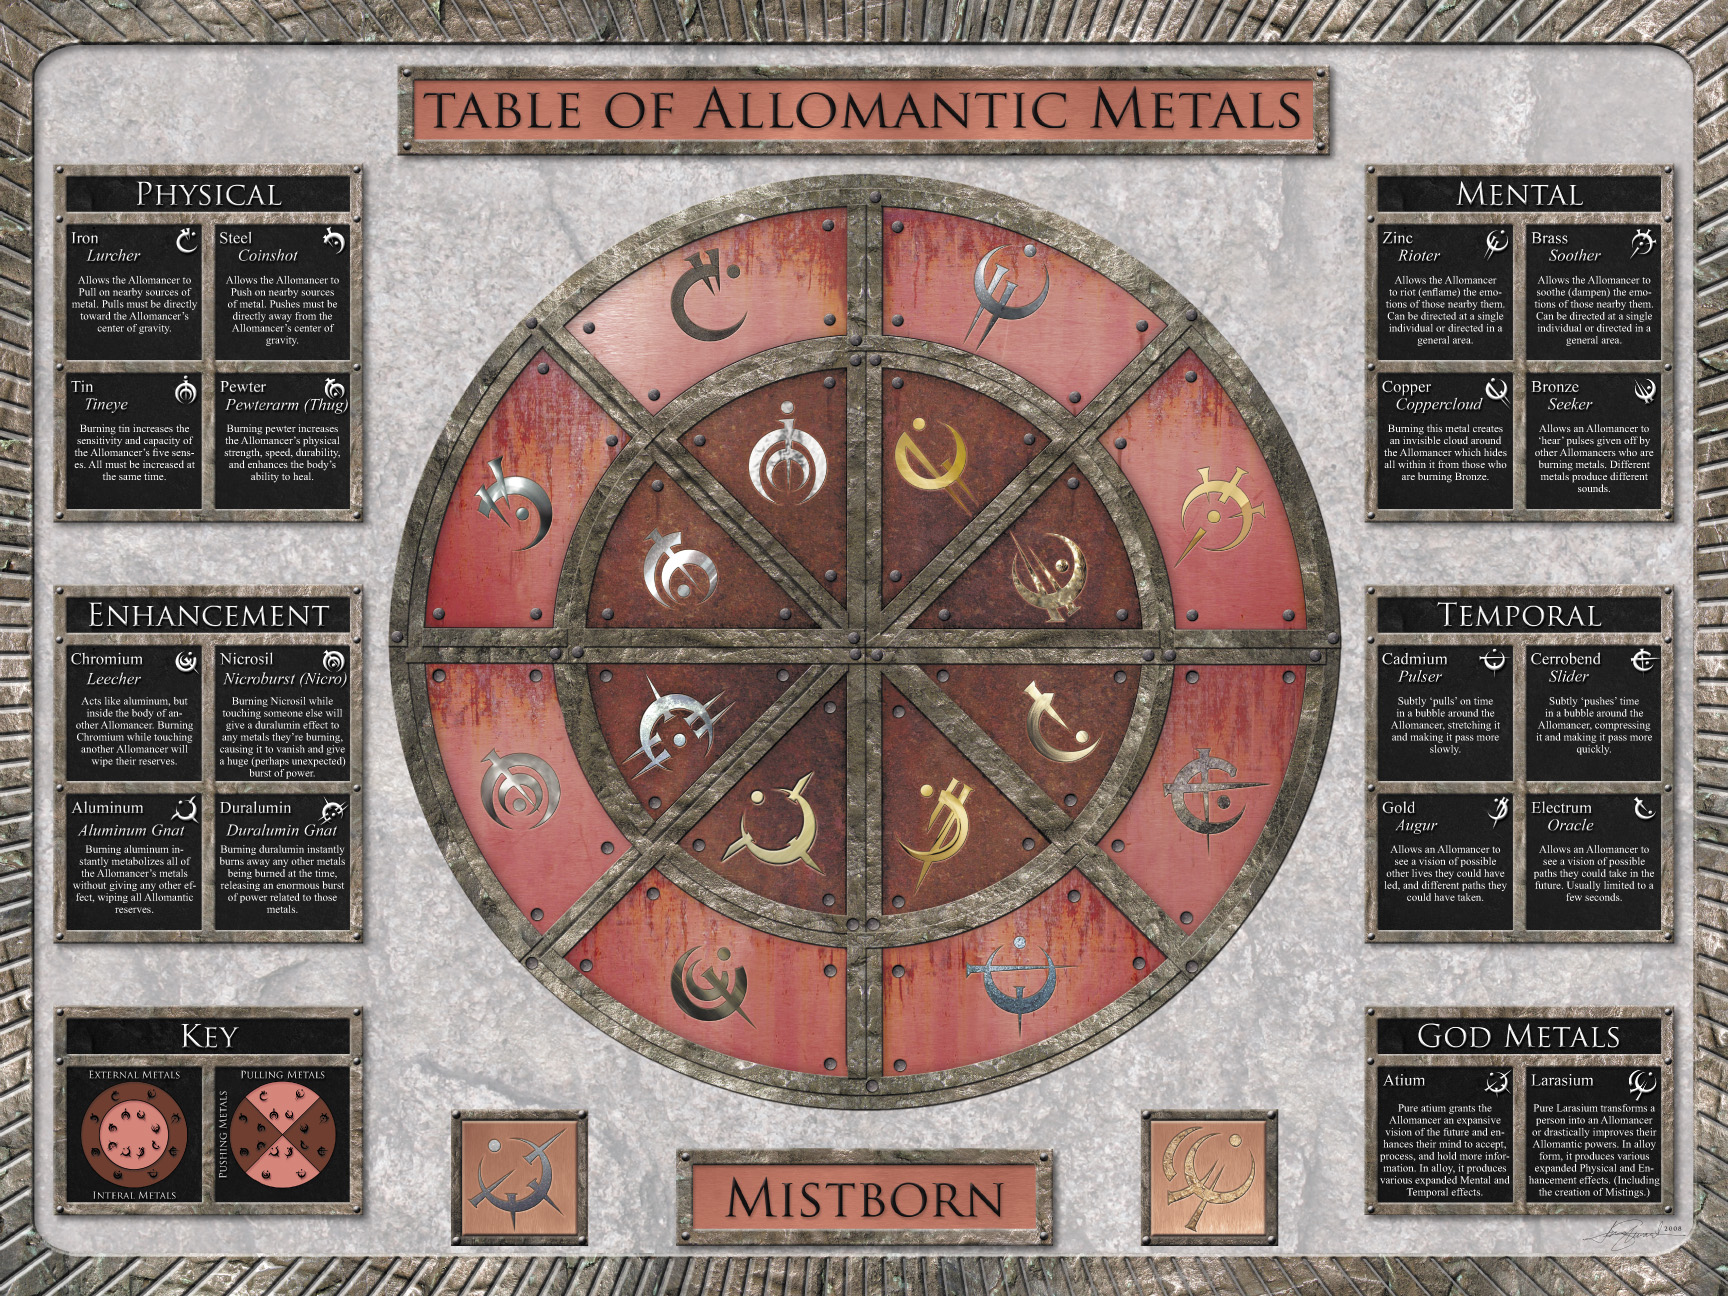 TABLE OF ALLOMANTIC METALS
PHYSICAL
Iron
Lurcher
Allows the Allomancer to
Pull on nearby sources of
metal. Pulls must be directly
toward the Allomancer's
center of gravity.
Steel
Coinshot
Allows the Allomancer to
Push on nearby sources
of metal. Pushes must be
directly away from the
Allomancer's center of
gravity.
Tin
Tineye
Burning tin increases the
sensitivity and capacity of
the Allomancer's five sens-
es. All must be increased at
the same time.
Pewter
Pewterarm (Thug)
Burning pewter increases
the Allomancer's physical
strength, speed, durability,
and enhances the body's
ability to heal.
MENTAL
Zinc
Rioter
Allows the Allomancer
to riot (enflame) the emo-
tions of those nearby them.
Can be directed at a single
individual or directed in a
general area.
Brass
Soother
Allows the Allomancer to
soothe (dampen) the emo-
tions of those nearby them.
Can be directed at a single
individual or directed in a
general area.
Copper
Coppercloud
Burning this metal creates
an invisible cloud around
the Allomancer which hides
all within it from those who
are burning Bronze.
Bronze
Seeker
Allows an Allomancer to
'hear' pulses given off by
other Allomancers who are
burning metals. Different
metals produce different
sounds.
ENHANCEMENT
Chromium
Leecher
Acts like aluminum, but
inside the body of an-
other Allomancer. Burning
Chromium while touching
another Allomancer will
wipe their reserves.
Nicrosil
Nicroburst (Nicro)
Burning Nicrosil while
touching someone else will
give a duralumin effect to
any metals they're burning,
causing it to vanish and give
a huge (perhaps unexpected)
burst of power.
Aluminum
Aluminum Gnat
Burning aluminum in-
stantly metabolizes all of
the Allomancer's metals
without giving any other ef-
fect, wiping all Allomantic
reserves.
Duralumin
Duralumin Gnat
Burning duralumin instantly
burns away any other metals
being burned at the time,
releasing an enormous burst
of power related to those
metals.
TEMPORAL
Cadmium
Pulser
Subtly 'pulls' on time
in a bubble around the
Allomancer, stretching it
and making it pass more
slowly.
Cerrobend
Slider
Subtly 'pushes' time
in a bubble around the
Allomancer, compressing
it and making it pass more
quickly.
Gold
Augur
Allows an Allomancer to
see a vision of possible
other lives they could have
led, and different paths they
could have taken.
Electrum
Oracle
Allows an Allomancer to
see a vision of possible
paths they could take in the
future. Usually limited to a
few seconds.
KEY
EXTERNAL METALS
INTERAL METALS
PULLING METALS
PUSHING METALS
GOD METALS
Atium
Pure atium grants the
Allomancer an expansive
vision of the future and en-
hances their mind to accept,
process, and hold more infor-
mation. In alloy, it produces
various expanded Mental and
Temporal effects.
Larasium
Pure Larasium transforms a
person into an Allomancer
or drastically improves their
Allomantic powers. In alloy
form, it produces various
expanded Physical and En-
hancement effects. (Including
the creation of Mistings.)
MISTBORN
2008